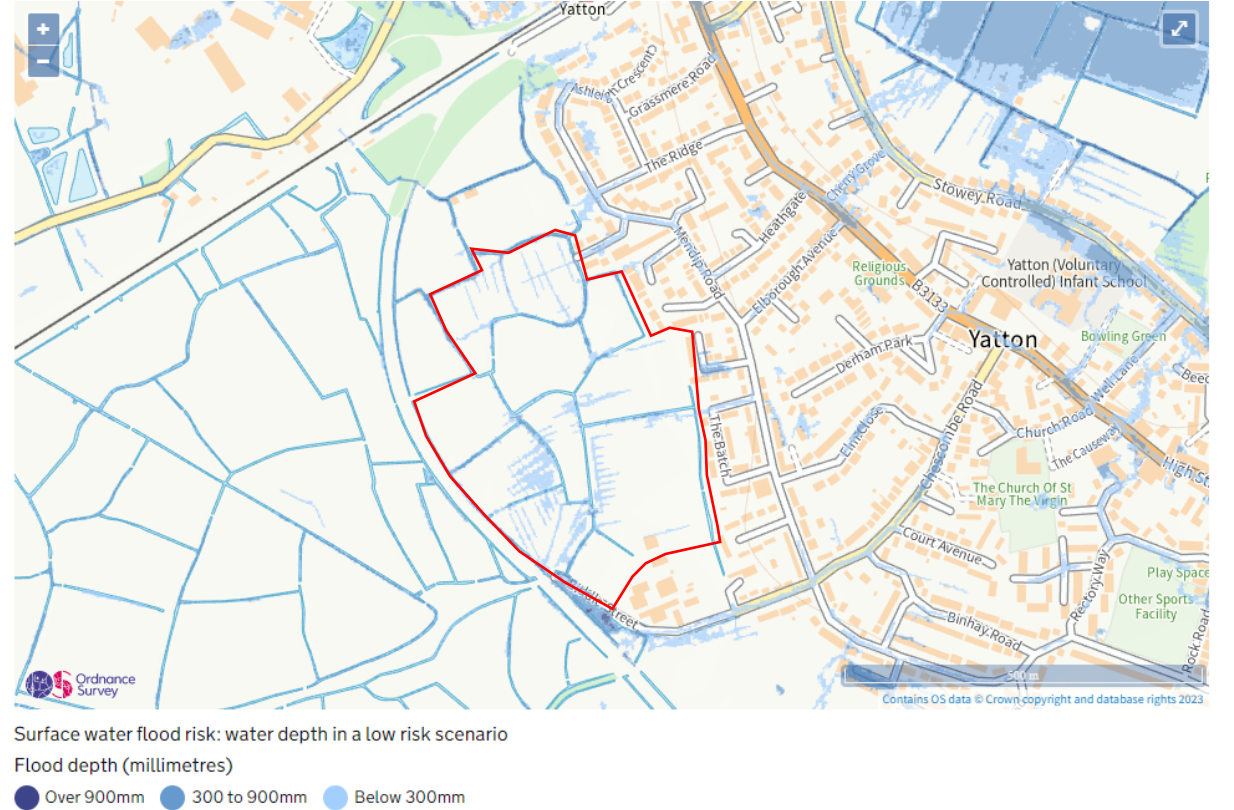 +
−
Yatton
Ashleigh Crescent
Grassmere Road
The Ridge
Cherry Grove
Stowey Road
Heathgate
Mendip Road
Elborough Avenue
Religious
Grounds
Yatton (Voluntary
Controlled) Infant School
B3133
Yatton
Bowling Green
Derham Park
Well Lane
Church Road
The Causeway
High St
The Batch
Elm Close
Chescombe Road
The Church Of St
Mary The Virgin
Court Avenue
Play Space
Other Sports
Facility
Rectory Way
Binhay Road
Rock Road
Street
Ordnance
Survey
500 m
Contains OS data © Crown copyright and database rights 2023
Surface water flood risk: water depth in a low risk scenario
Flood depth (millimetres)
Over 900mm 300 to 900mm Below 300mm